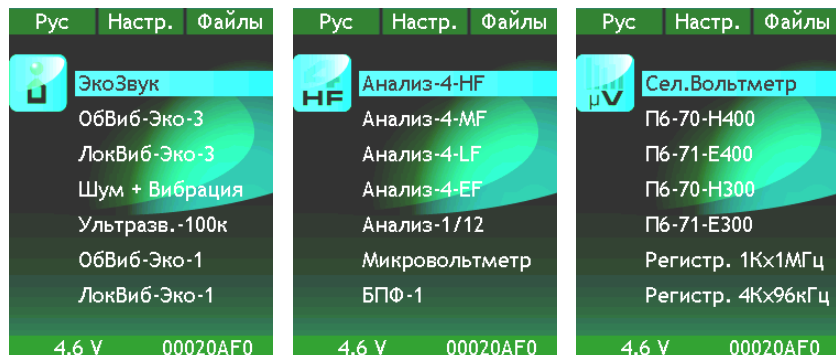 Рус Настр. Файлы
ЭкоЗвук
ОбВиб-Эко-3
ЛокВиб-Эко-3
Шум + Вибрация
Ультразв.-100к
ОбВиб-Эко-1
ЛокВиб-Эко-1
4.6 V 00020AF0
Рус Настр. Файлы
HF
Анализ-4-HF
Анализ-4-MF
Анализ-4-LF
Анализ-4-EF
Анализ-1/12
Микровольтметр
БПФ-1
4.6 V 00020AF0
Рус Настр. Файлы
μV
Сел.Вольтметр
П6-70-Н400
П6-71-Е400
П6-70-Н300
П6-71-Е300
Регистр. 1Кх1МГц
Регистр. 4Кх96кГц
4.6 V 00020AF0